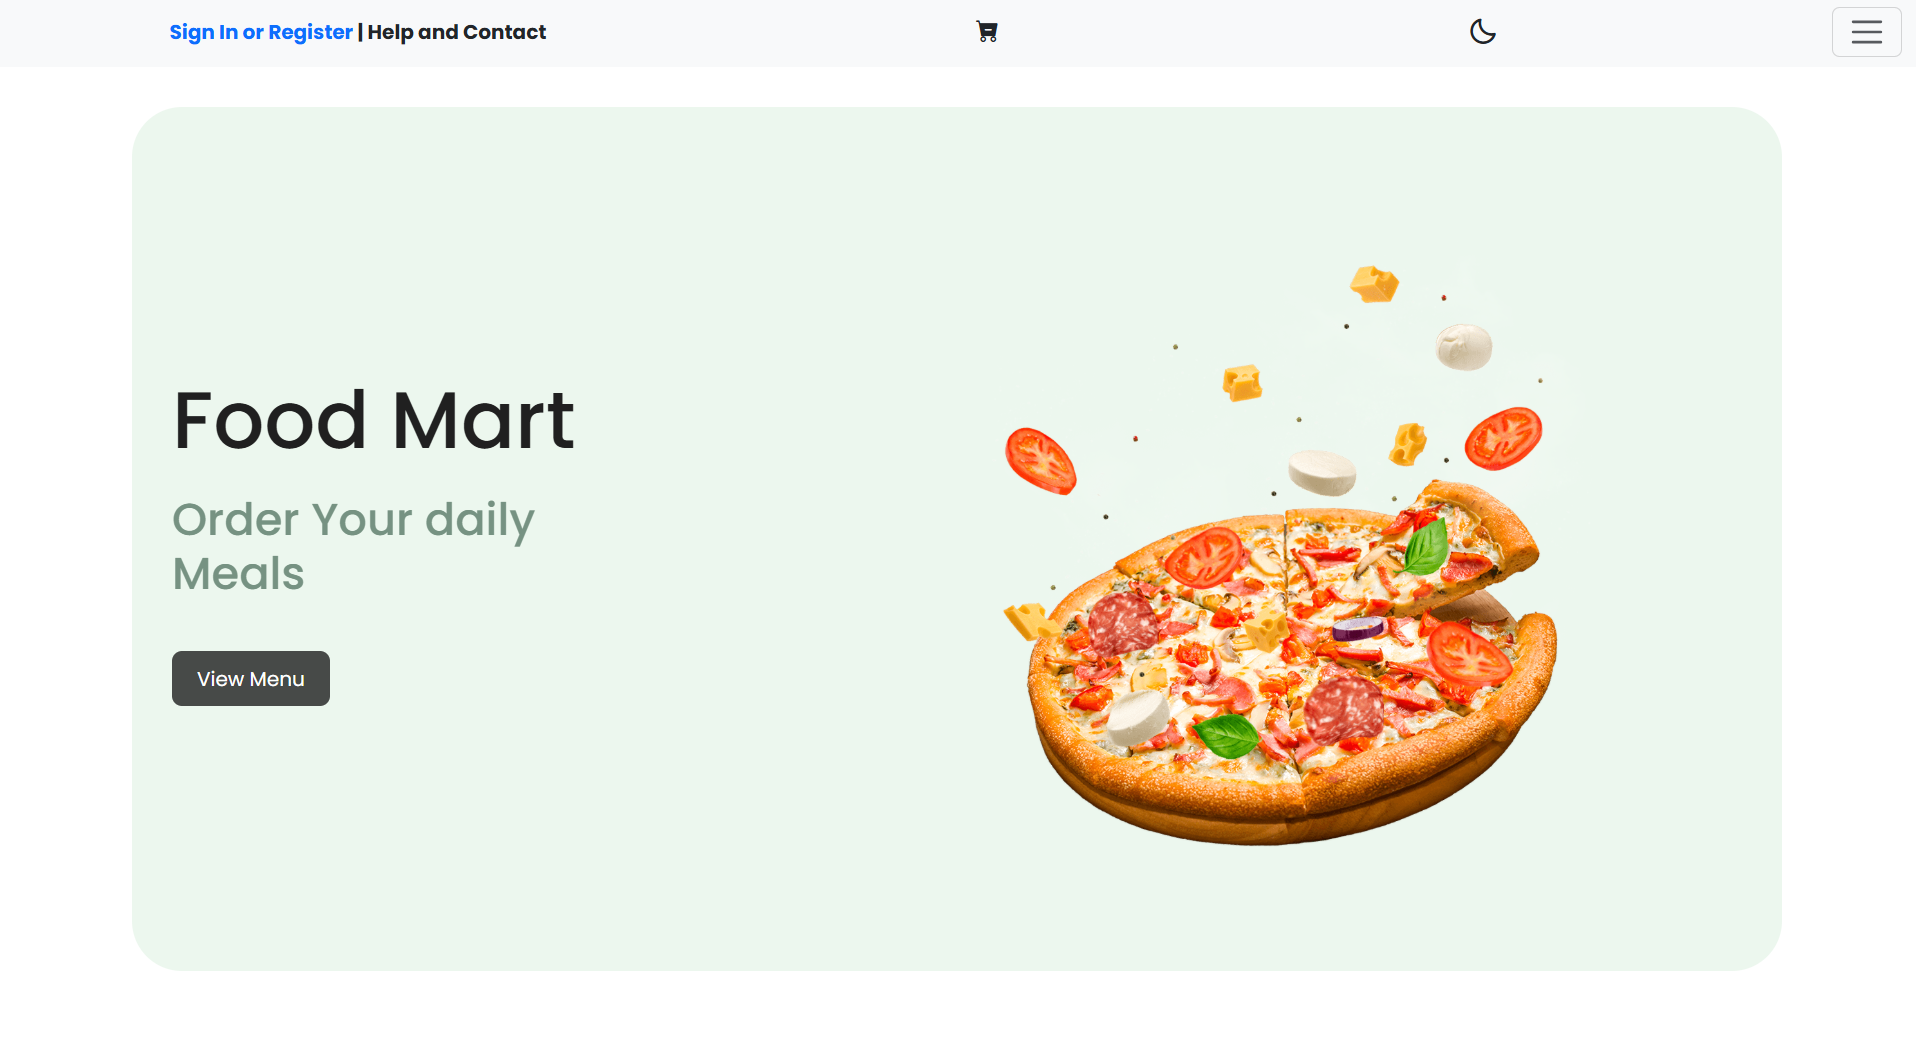 Sign In or Register | Help and Contact
Food Mart
Order Your daily
Meals
View Menu